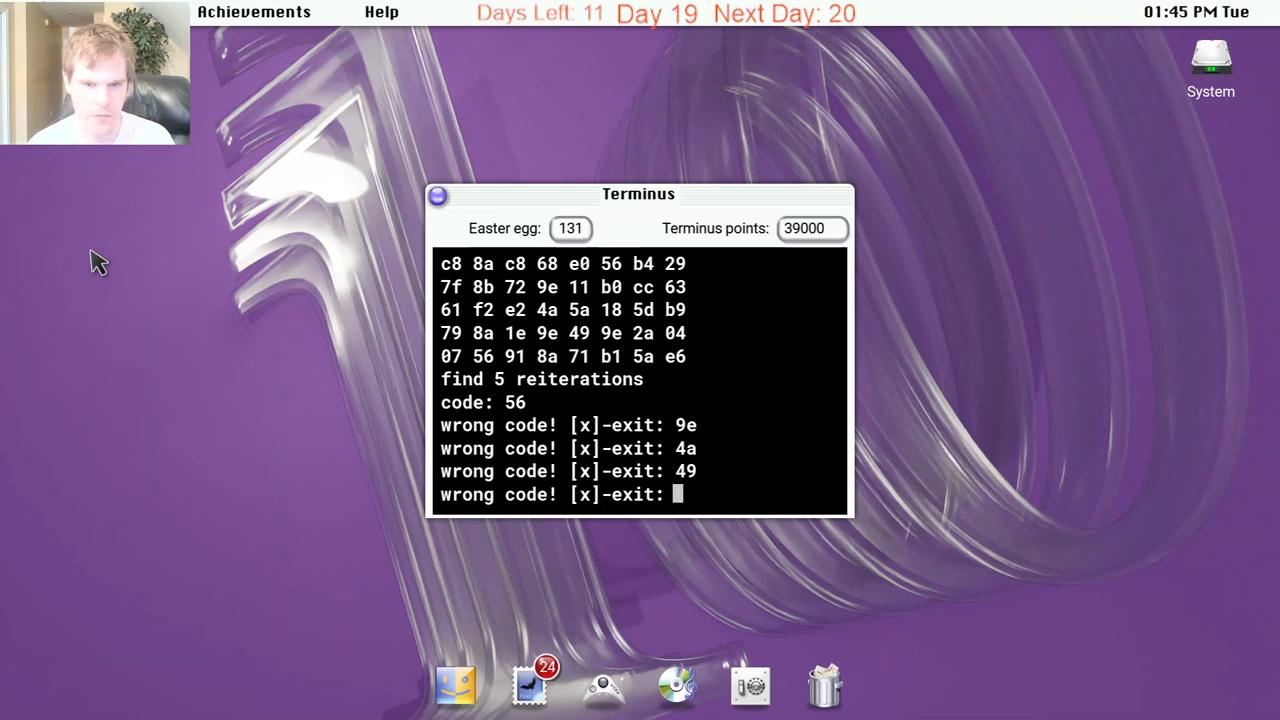 Achievements Help Days Left: 11 Day 19 Next Day: 20 01:45 PM Tue
System
Terminus
Easter egg: 131 Terminus points: 39000
c8 8a c8 68 e0 56 b4 29
7f 8b 72 9e 11 b0 cc 63
61 f2 e2 4a 5a 18 5d b9
79 8a 1e 9e 49 9e 2a 04
07 56 91 8a 71 b1 5a e6
find 5 reiterations
code: 56
wrong code! [x]-exit: 9e
wrong code! [x]-exit: 4a
wrong code! [x]-exit: 49
wrong code! [x]-exit:
24